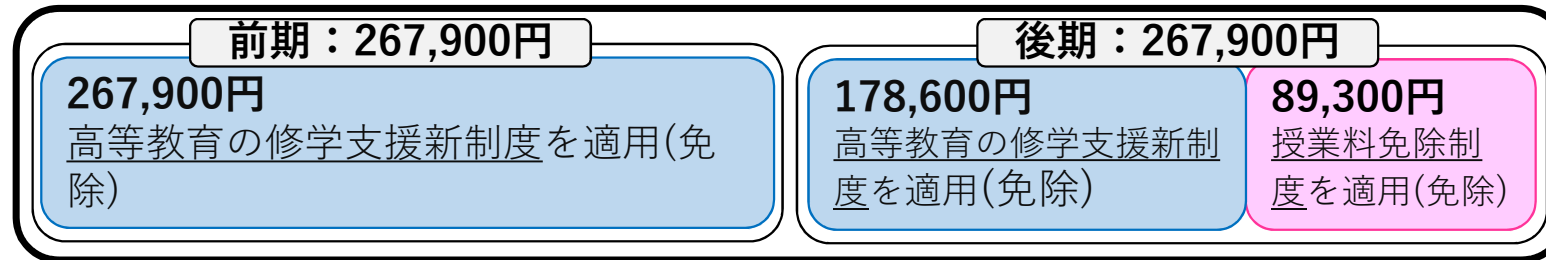 前期：267,900円
267,900円
高等教育の修学支援新制度を適用(免
除)
後期：267,900円
178,600円
高等教育の修学支援新制
度を適用(免除)
89,300円
授業料免除制
度を適用(免除)